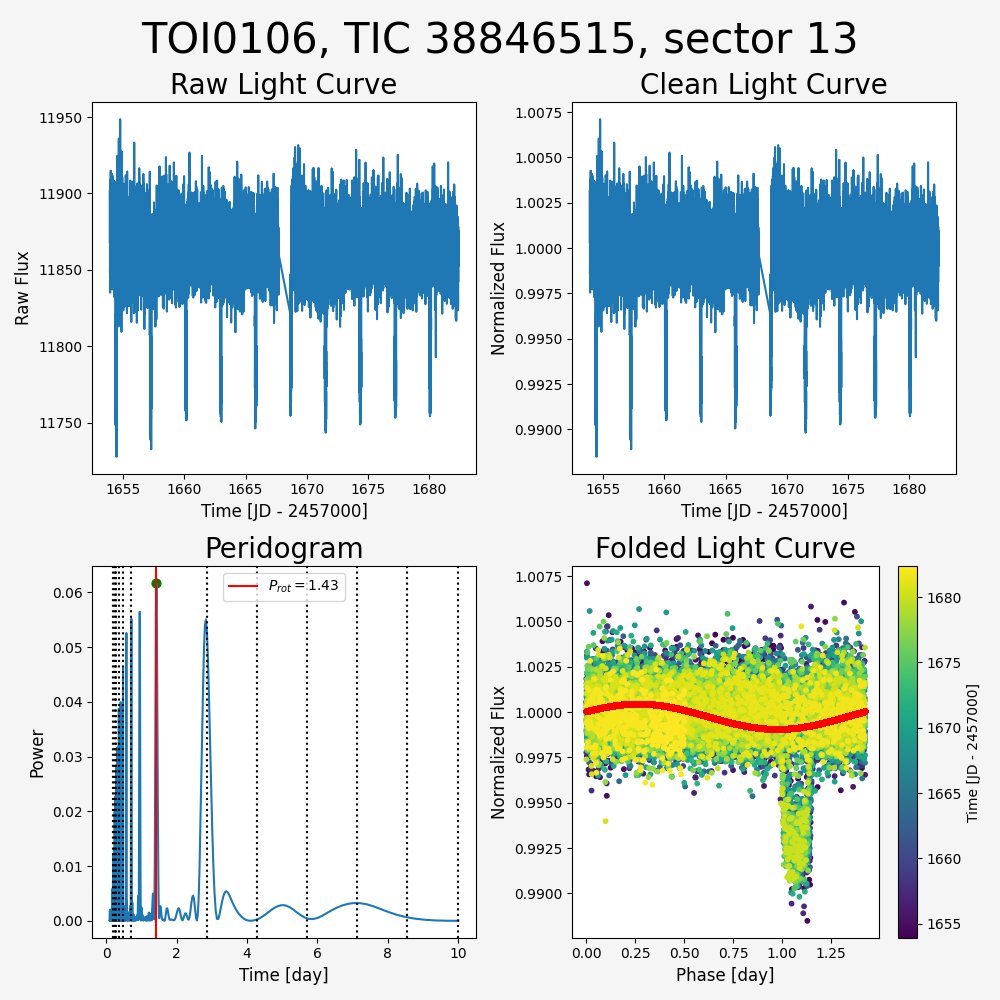 TOI0106, TIC 38846515, sector 13
Raw Light Curve
Clean Light Curve
11950
11900
11850
11800
11750
Raw Flux
1655 1660 1665 1670 1675 1680
Time [JD - 2457000]
1.0075
1.0050
1.0025
1.0000
0.9975
0.9950
0.9925
0.9900
Normalized Flux
1655 1660 1665 1670 1675 1680
Time [JD - 2457000]
Peridogram
Folded Light Curve
0.06
0.05
0.04
0.03
0.02
0.01
0.00
Power
P_rot = 1.43
0 2 4 6 8 10
Time [day]
1.0075
1.0050
1.0025
1.0000
0.9975
0.9950
0.9925
0.9900
Normalized Flux
0.00 0.25 0.50 0.75 1.00 1.25
Phase [day]
1680
1675
1670
1665
1660
1655
Time [JD - 2457000]